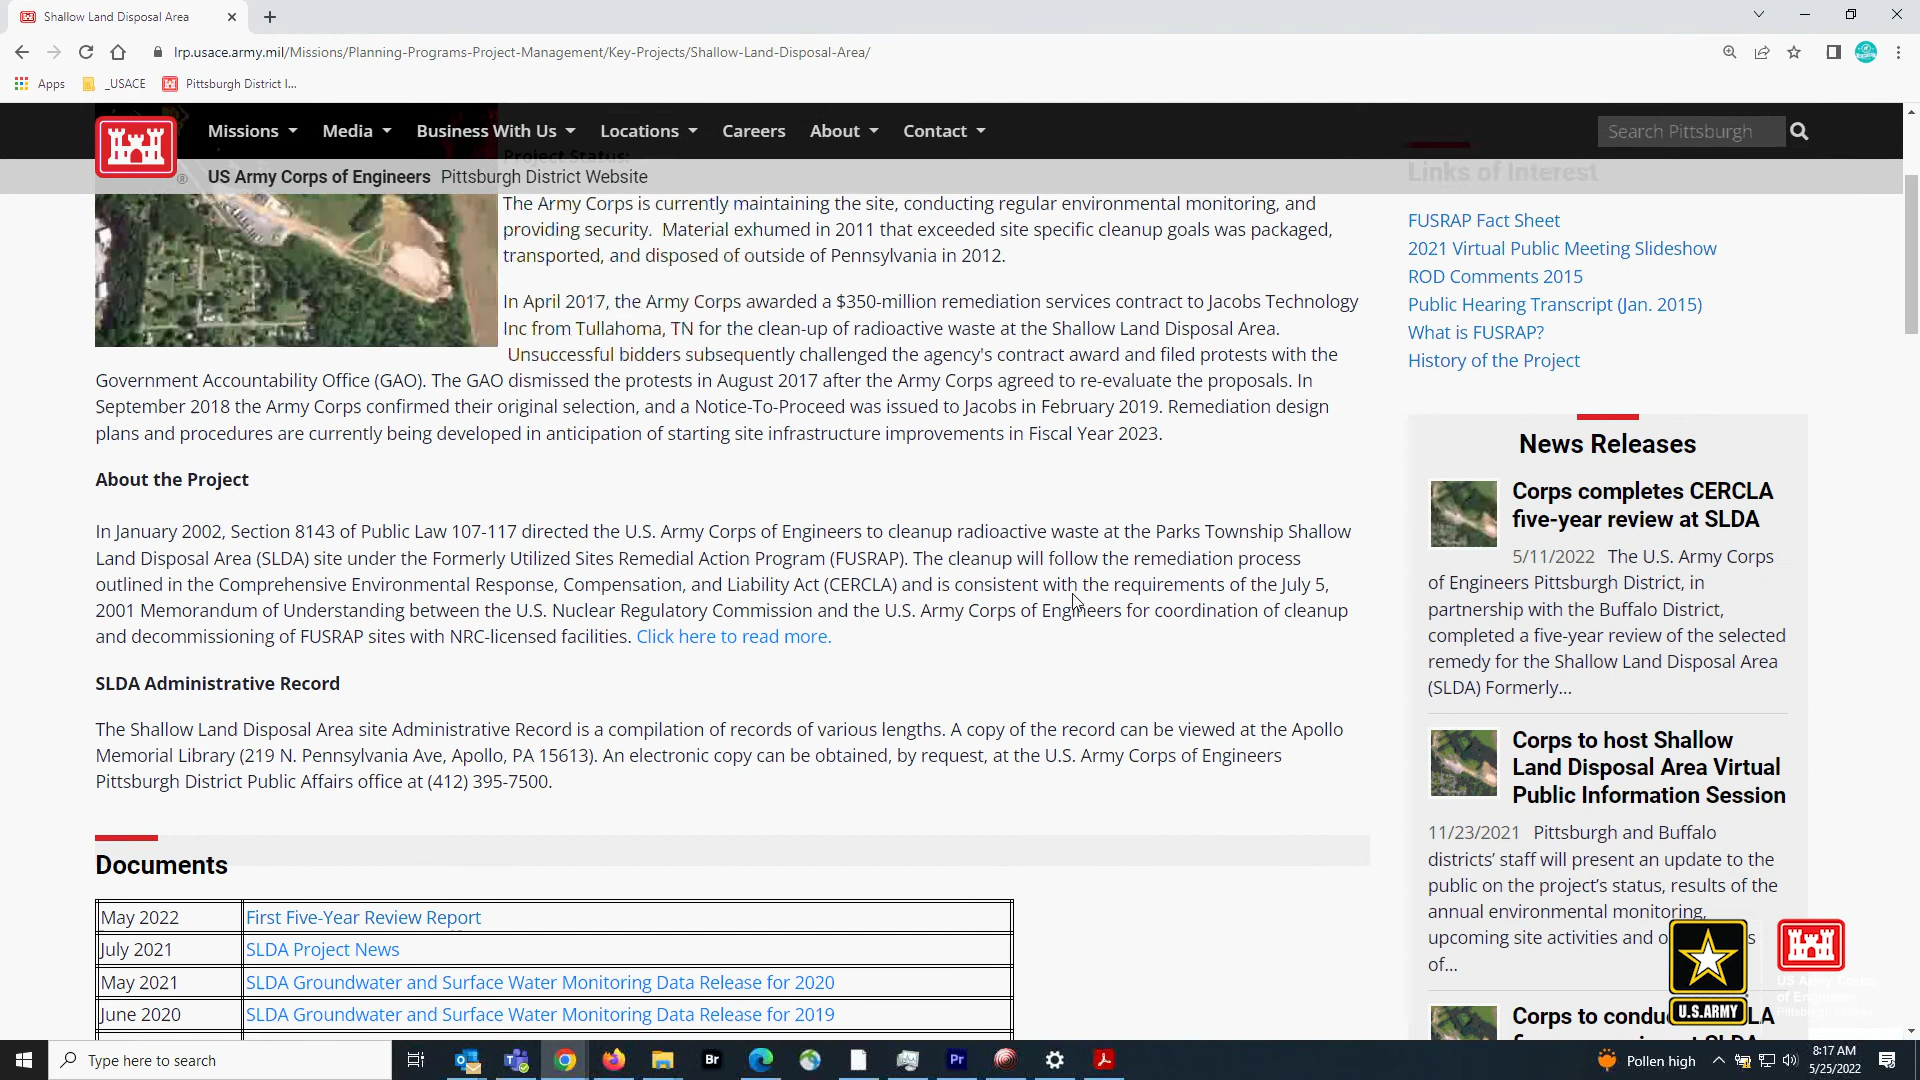 Shallow Land Disposal Area
lrp.usace.army.mil/Missions/Planning-Programs-Project-Management/Key-Projects/Shallow-Land-Disposal-Area/
Apps
_USACE
Pittsburgh District I...
Missions
Media
Business With Us
Locations
Careers
About
Contact
Search Pittsburgh
Project Status:
US Army Corps of Engineers Pittsburgh District Website
The Army Corps is currently maintaining the site, conducting regular environmental monitoring, and
providing security.  Material exhumed in 2011 that exceeded site specific cleanup goals was packaged,
transported, and disposed of outside of Pennsylvania in 2012.
In April 2017, the Army Corps awarded a $350-million remediation services contract to Jacobs Technology
Inc from Tullahoma, TN for the clean-up of radioactive waste at the Shallow Land Disposal Area.
Unsuccessful bidders subsequently challenged the agency's contract award and filed protests with the
Government Accountability Office (GAO). The GAO dismissed the protests in August 2017 after the Army Corps agreed to re-evaluate the proposals. In
September 2018 the Army Corps confirmed their original selection, and a Notice-To-Proceed was issued to Jacobs in February 2019. Remediation design
plans and procedures are currently being developed in anticipation of starting site infrastructure improvements in Fiscal Year 2023.
About the Project
In January 2002, Section 8143 of Public Law 107-117 directed the U.S. Army Corps of Engineers to cleanup radioactive waste at the Parks Township Shallow
Land Disposal Area (SLDA) site under the Formerly Utilized Sites Remedial Action Program (FUSRAP). The cleanup will follow the remediation process
outlined in the Comprehensive Environmental Response, Compensation, and Liability Act (CERCLA) and is consistent with the requirements of the July 5,
2001 Memorandum of Understanding between the U.S. Nuclear Regulatory Commission and the U.S. Army Corps of Engineers for coordination of cleanup
and decommissioning of FUSRAP sites with NRC-licensed facilities. Click here to read more.
SLDA Administrative Record
The Shallow Land Disposal Area site Administrative Record is a compilation of records of various lengths. A copy of the record can be viewed at the Apollo
Memorial Library (219 N. Pennsylvania Ave, Apollo, PA 15613). An electronic copy can be obtained, by request, at the U.S. Army Corps of Engineers
Pittsburgh District Public Affairs office at (412) 395-7500.
Documents
May 2022 First Five-Year Review Report
July 2021 SLDA Project News
May 2021 SLDA Groundwater and Surface Water Monitoring Data Release for 2020
June 2020 SLDA Groundwater and Surface Water Monitoring Data Release for 2019
Links of Interest
FUSRAP Fact Sheet
2021 Virtual Public Meeting Slideshow
ROD Comments 2015
Public Hearing Transcript (Jan. 2015)
What is FUSRAP?
History of the Project
News Releases
Corps completes CERCLA
five-year review at SLDA
5/11/2022 The U.S. Army Corps
of Engineers Pittsburgh District, in
partnership with the Buffalo District,
completed a five-year review of the selected
remedy for the Shallow Land Disposal Area
(SLDA) Formerly...
Corps to host Shallow
Land Disposal Area Virtual
Public Information Session
11/23/2021 Pittsburgh and Buffalo
districts' staff will present an update to the
public on the project's status, results of the
annual environmental monitoring,
upcoming site activities and
of...
Corps to
U.S.ARMY
US Army Corps
of Engineers
Pittsburgh District
Type here to search
Br
Pr
Pollen high
8:17 AM
5/25/2022